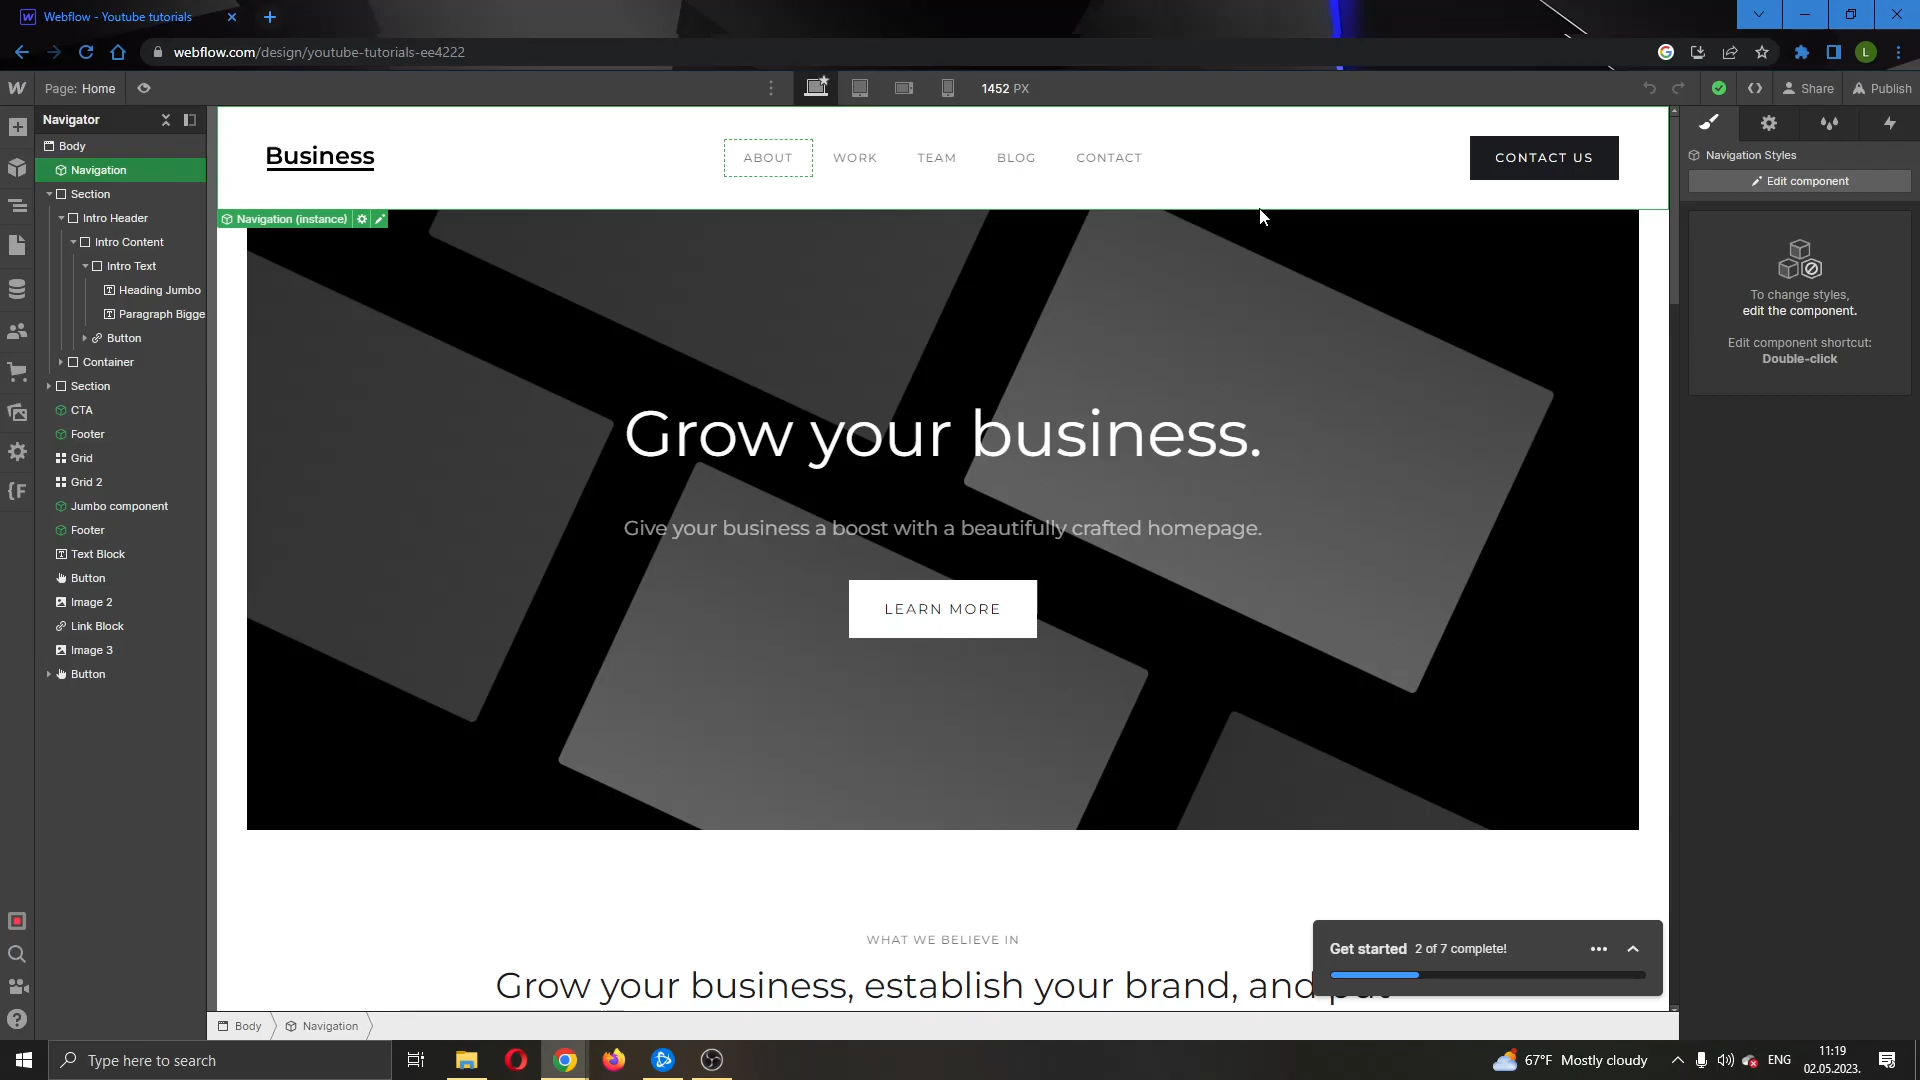 Webflow - Youtube tutorials
webflow.com/design/youtube-tutorials-ee4222
L
Page: Home
1452 PX
Share
Publish
Navigator
Body
Navigation
Section
Intro Header
Intro Content
Intro Text
Heading Jumbo
Paragraph Bigge
Button
Container
Section
CTA
Footer
Grid
Grid 2
Jumbo component
Footer
Text Block
Button
Image 2
Link Block
Image 3
Button
Business
ABOUT
WORK
TEAM
BLOG
CONTACT
CONTACT US
Navigation (instance)
Grow your business.
Give your business a boost with a beautifully crafted homepage.
LEARN MORE
WHAT WE BELIEVE IN
Grow your business, establish your brand, and put
Navigation Styles
Edit component
To change styles,
edit the component.
Edit component shortcut:
Double-click
Get started 2 of 7 complete!
Body
Navigation
Type here to search
67°F Mostly cloudy
ENG
11:19
02.05.2023.